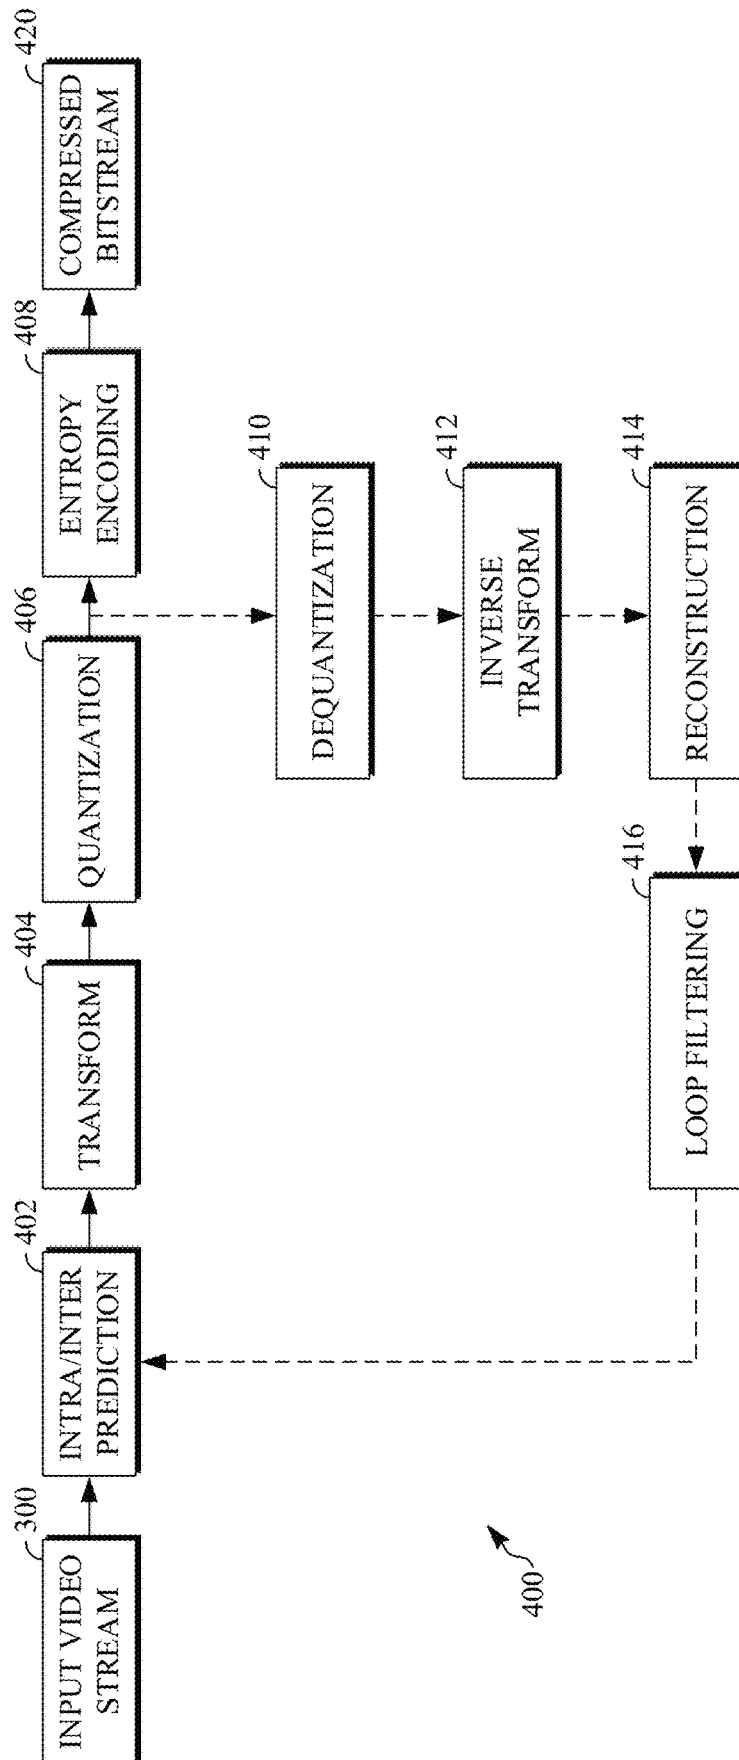 300
INPUT VIDEO
STREAM
402
INTRA/INTER
PREDICTION
404
TRANSFORM
406
QUANTIZATION
408
ENTROPY
ENCODING
420
COMPRESSED
BITSTREAM
410
DEQUANTIZATION
412
INVERSE
TRANSFORM
414
RECONSTRUCTION
416
LOOP FILTERING
400